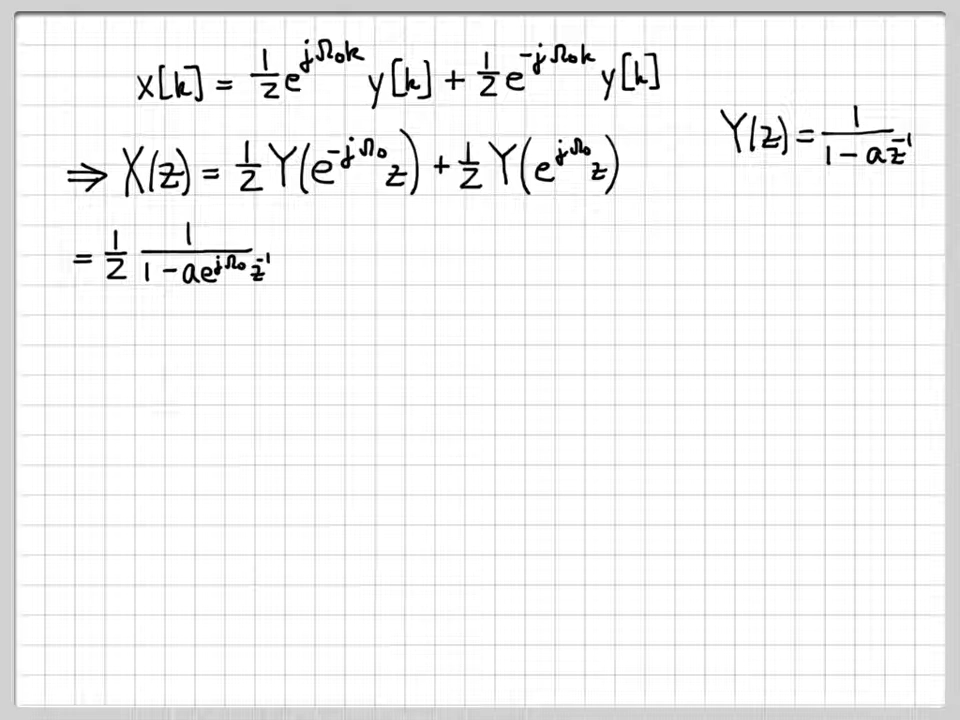 x[k] = 1/2 e^{jΩ₀k} y[k] + 1/2 e^{-jΩ₀k} y[k]
⇒ X(z) = 1/2 Y(e^{-jΩ₀} z) + 1/2 Y(e^{jΩ₀} z)
Y(z) = 1/(1 - az^{-1})
= 1/2 1/(1 - ae^{jΩ₀} z^{-1})